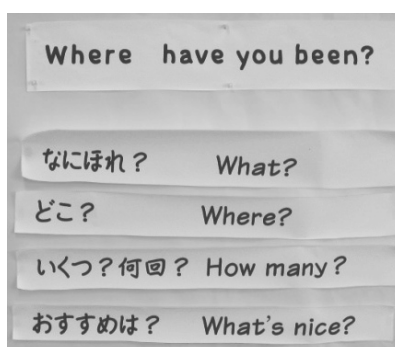 Where have you been?
なにほれ？ What?
どこ？ Where?
いくつ？何回？ How many?
おすすめは？ What's nice?